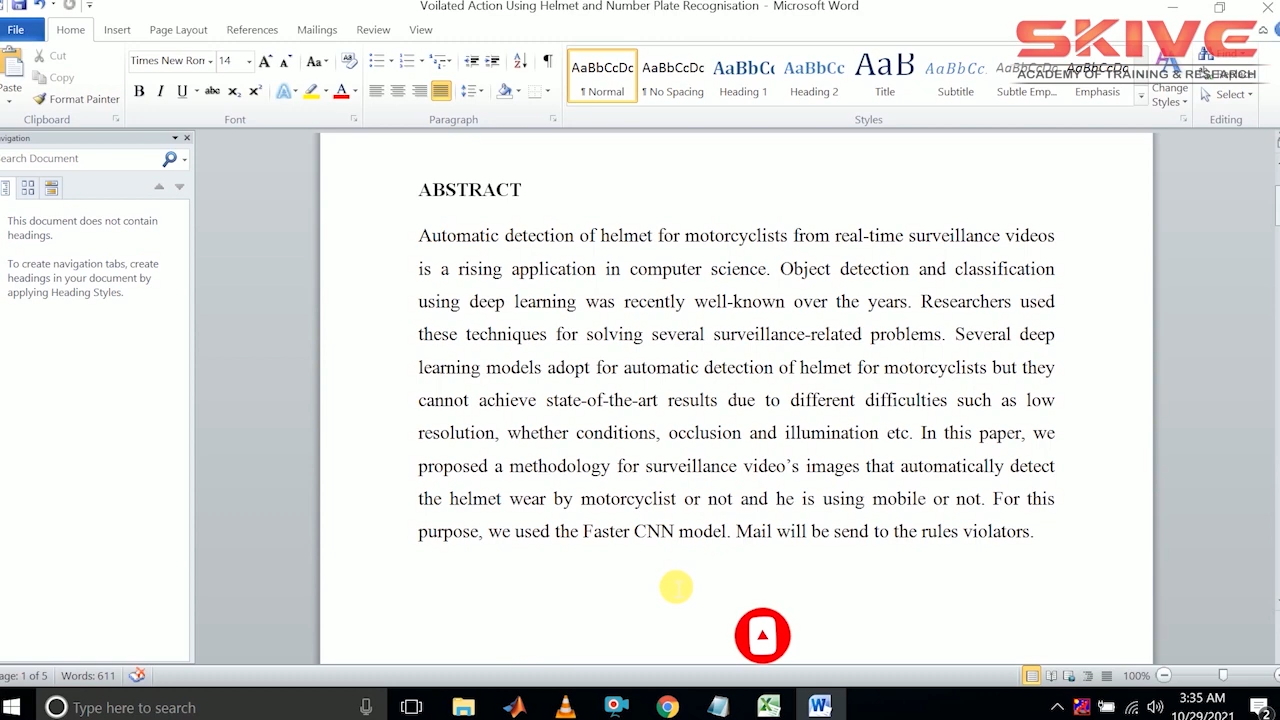 Voilated Action Using Helmet and Number Plate Recognisation - Microsoft Word
File Home Insert Page Layout References Mailings Review View
SKIVE
ACADEMY OF TRAINING & RESEARCH
Cut
Copy
Format Painter
Clipboard
Times New Rom 14
Font
Paragraph
AaBbCcDc AaBbCcDc AaBbCc AaBbCc AaB AaBbCc. AaBbCcDc AaBbCcDc
¶ Normal ¶ No Spacing Heading 1 Heading 2 Title Subtitle Subtle Emp... Emphasis
Styles
Change
Styles
Select
Editing
earch Document
This document does not contain
headings.
To create navigation tabs, create
headings in your document by
applying Heading Styles.
ABSTRACT
Automatic detection of helmet for motorcyclists from real-time surveillance videos
is a rising application in computer science. Object detection and classification
using deep learning was recently well-known over the years. Researchers used
these techniques for solving several surveillance-related problems. Several deep
learning models adopt for automatic detection of helmet for motorcyclists but they
cannot achieve state-of-the-art results due to different difficulties such as low
resolution, whether conditions, occlusion and illumination etc. In this paper, we
proposed a methodology for surveillance video's images that automatically detect
the helmet wear by motorcyclist or not and he is using mobile or not. For this
purpose, we used the Faster CNN model. Mail will be send to the rules violators.
age: 1 of 5 Words: 611
100%
Type here to search
3:35 AM
10/29/2021
2